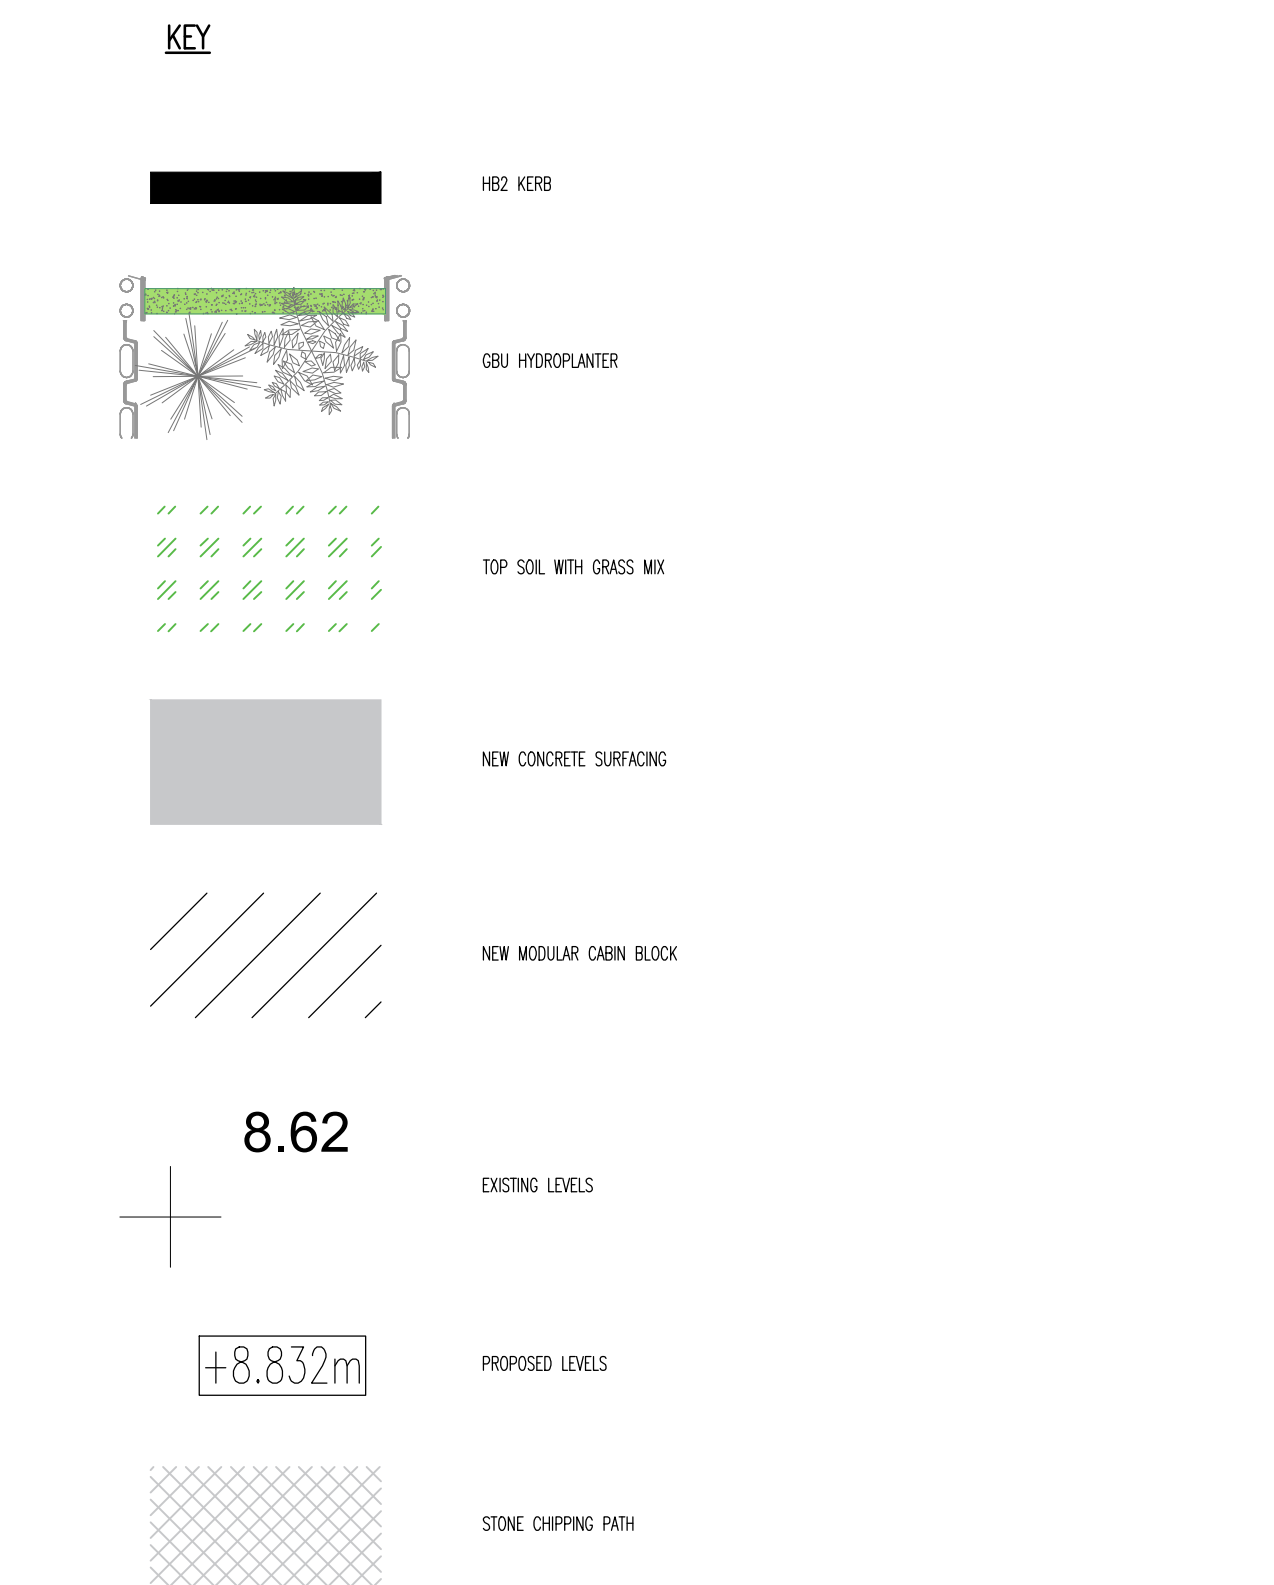 KEY
HB2 KERB
GBU HYDROPLANTER
TOP SOIL WITH GRASS MIX
NEW CONCRETE SURFACING
NEW MODULAR CABIN BLOCK
8.62
EXISTING LEVELS
+8.832m
PROPOSED LEVELS
STONE CHIPPING PATH